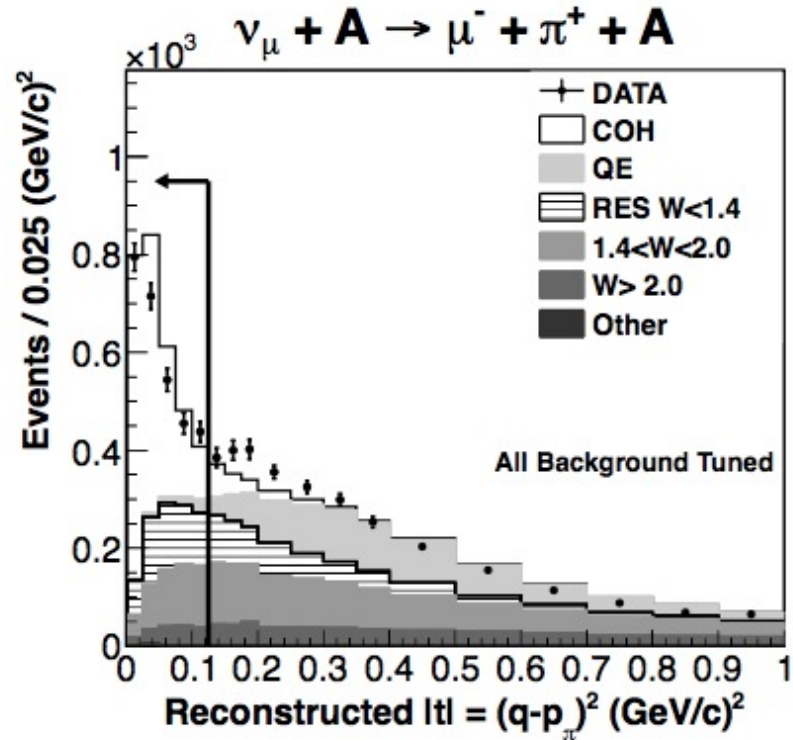 νμ + A → μ- + π+ + A
×10³
DATA
COH
QE
RES W<1.4
1.4<W<2.0
W> 2.0
Other
All Background Tuned
Events / 0.025 (GeV/c)²
1
0.8
0.6
0.4
0.2
0
0 0.1 0.2 0.3 0.4 0.5 0.6 0.7 0.8 0.9 1
Reconstructed |t| = (q-pπ)² (GeV/c)²